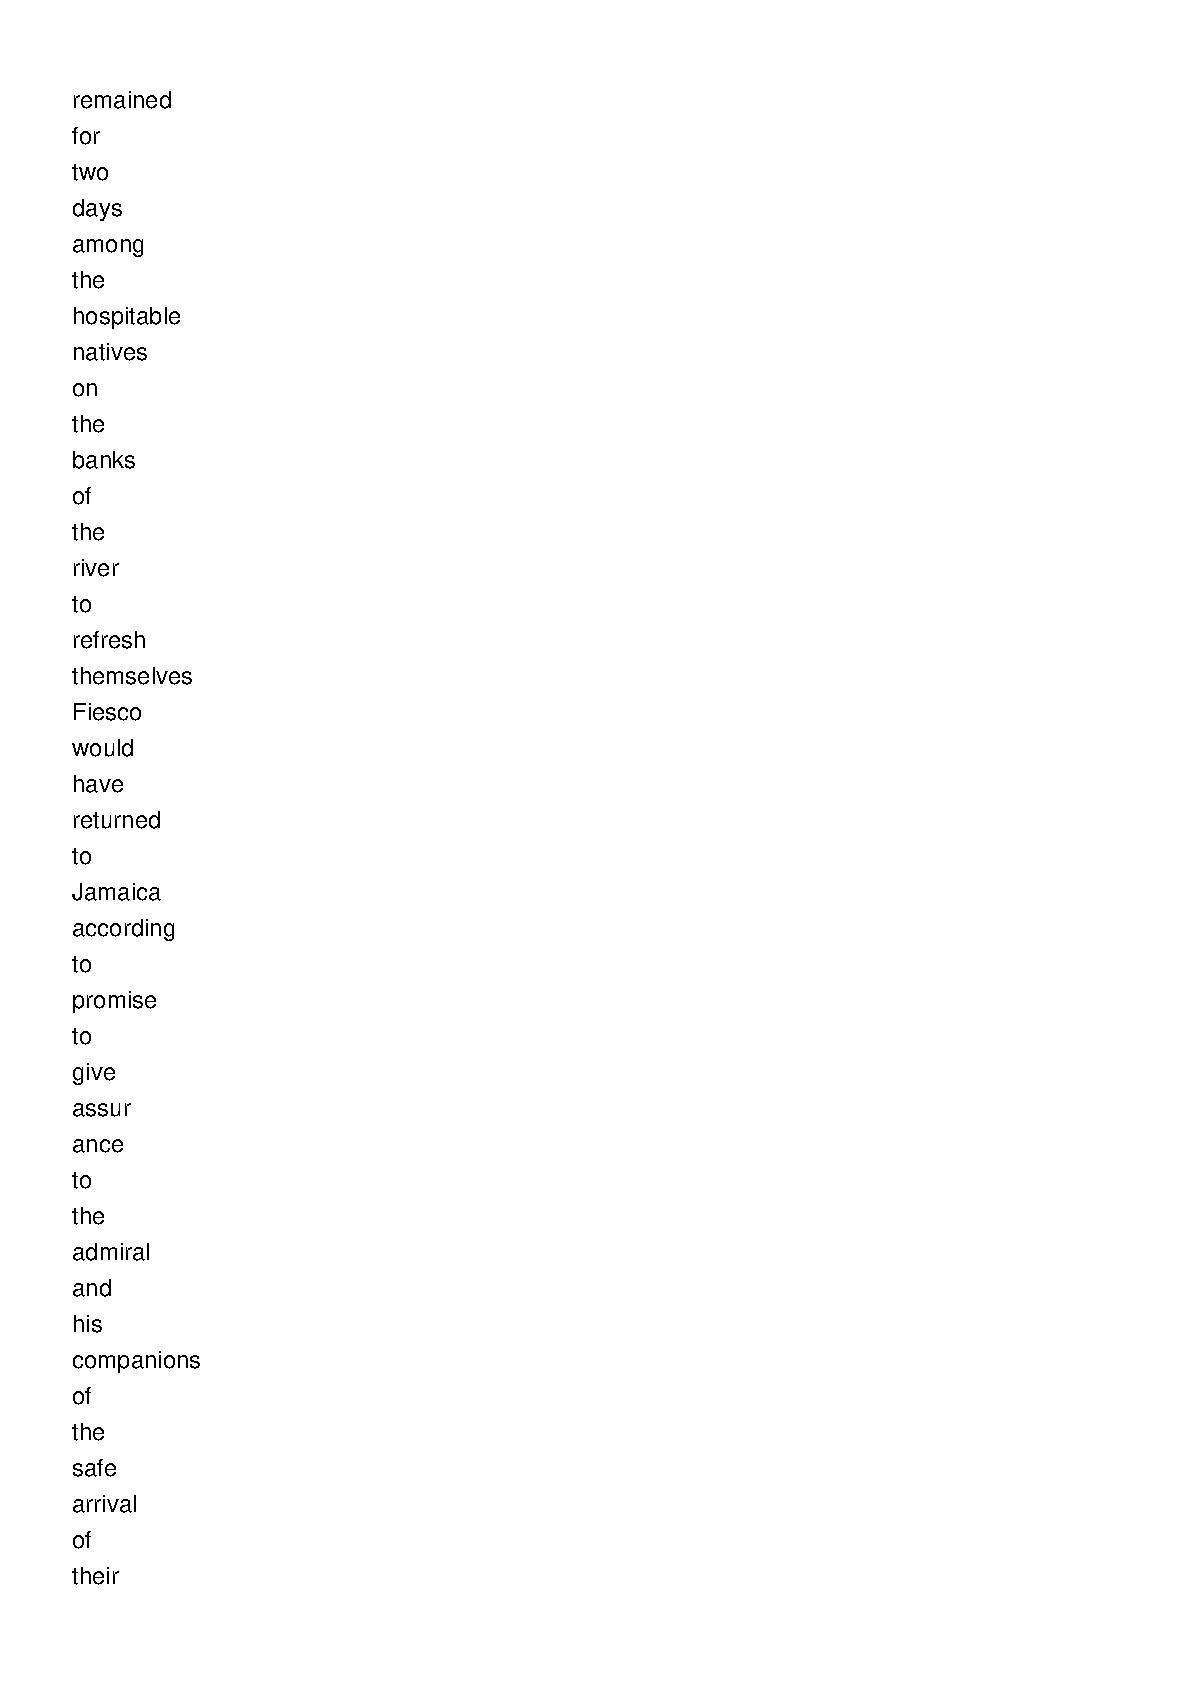 remained
for
two
days
among
the
hospitable
natives
on
the
banks
of
the
river
to
refresh
themselves
Fiesco
would
have
returned
to
Jamaica
according
to
promise
to
give
assur
ance
to
the
admiral
and
his
companions
of
the
safe
arrival
of
their